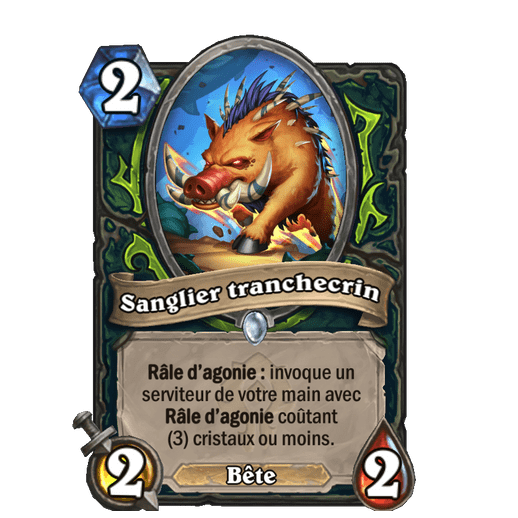 2
Sanglier tranchecrin
Râle d’agonie : invoque un
serviteur de votre main avec
Râle d’agonie coûtant
(3) cristaux ou moins.
2
Bête
2